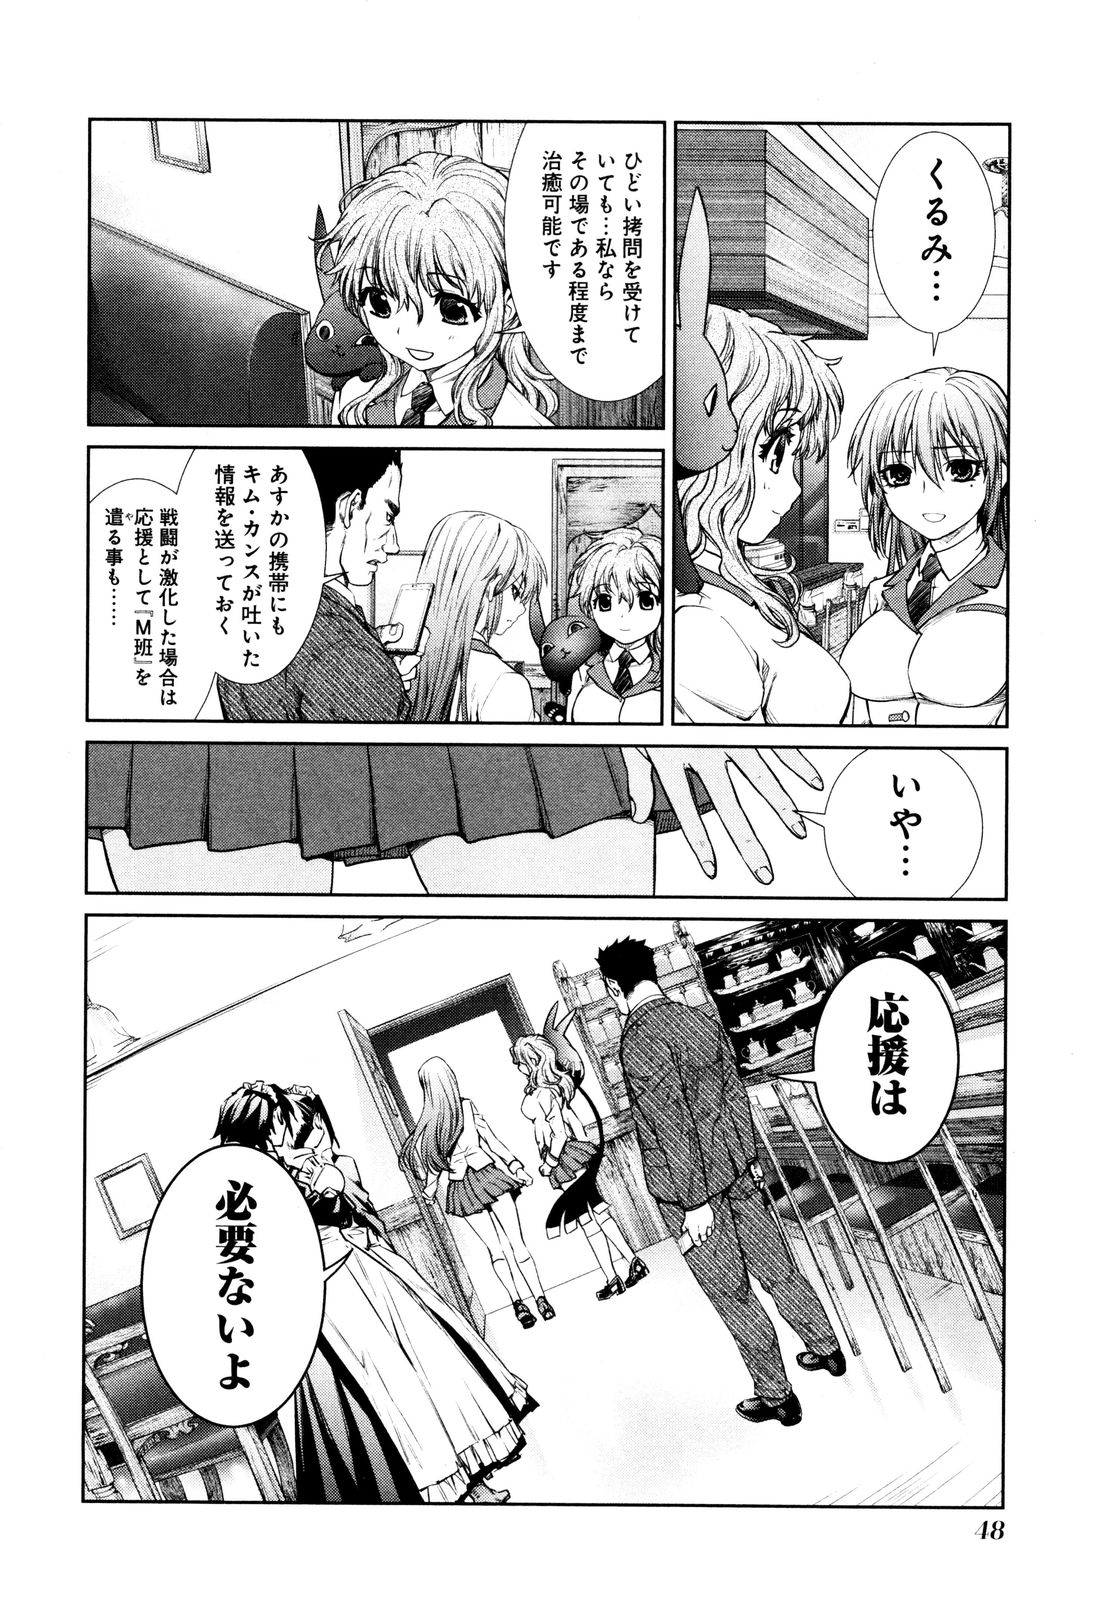 くるみ…
ひどい拷問を受けて
いても…私なら
その場である程度まで
治癒可能です
あすかの携帯にも
キム・カンスが吐いた
情報を送っておく
戦闘が激化した場合は
応援として『M班』を
遣る事も……
や
いや…
応援は
必要ないよ
48